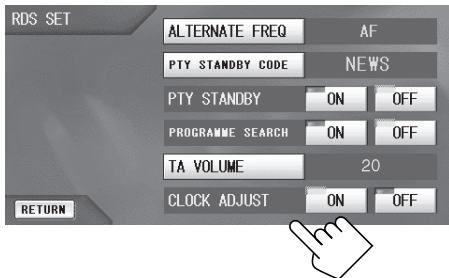 RDS SET
ALTERNATE FREQ AF
PTY STANDBY CODE NEWS
PTY STANDBY ON OFF
PROGRAMME SEARCH ON OFF
TA VOLUME 20
CLOCK ADJUST ON OFF
RETURN